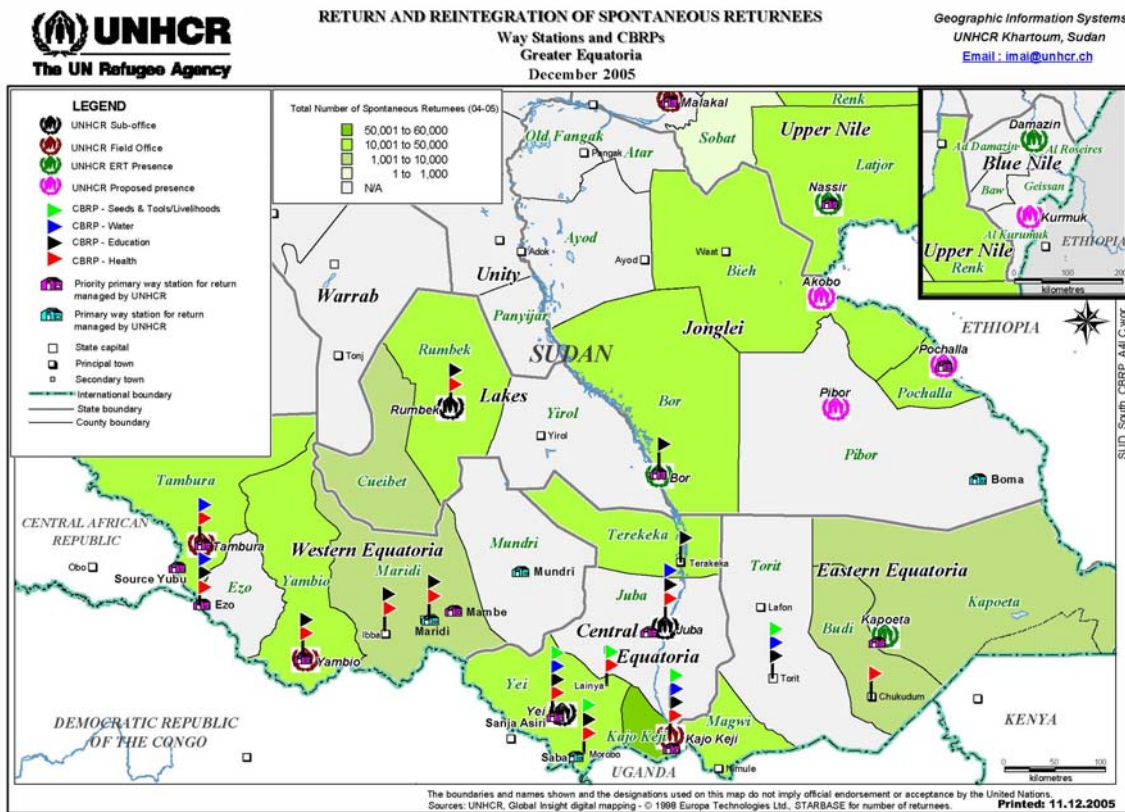 UNHCR
The UN Refugee Agency
RETURN AND REINTEGRATION OF SPONTANEOUS RETURNEES
Way Stations and CBRPs
Greater Equatoria
December 2005
Geographic Information Systems
UNHCR Khartoum, Sudan
Email : imai@unhcr.ch
LEGEND
UNHCR Sub-office
UNHCR Field Office
UNHCR ERT Presence
UNHCR Proposed presence
CBRP - Seeds & Tools/Livelihoods
CBRP - Water
CBRP - Education
CBRP - Health
Priority primary way station for return
managed by UNHCR
Primary way station for return
managed by UNHCR
State capital
Principal town
Secondary town
International boundary
State boundary
County boundary
Total Number of Spontaneous Returnees (04-05)
50,001 to 60,000
10,001 to 50,000
1,001 to 10,000
1 to 1,000
N/A
Malakal
Renk
Old Fangak
Atar
Sobat
Upper Nile
Fangak
Latjor
Nassir
Damazin
Ad Damazin
Al Roseires
Blue Nile
Baw
Geissan
Kurmuk
Al Kurumuk
ETHIOPIA
Upper Nile
Renk
0 100 200
kilometres
Ayod
Adok
Ayod
Waat
Bieh
Unity
Warrab
Akobo
Panyijar
Jonglei
ETHIOPIA
SUDAN
Tonj
Rumbek
Pochalla
Pochalla
Lakes
Rumbek
Yirol
Bor
Pibor
Yirol
Pibor
Cueibet
Bor
Boma
Tambura
CENTRAL AFRICAN
REPUBLIC
Western Equatoria
Mundri
Terekeka
Tambura
Terakeka
Torit
Eastern Equatoria
Obo
Source Yubu
Ezo
Yambio
Maridi
Mundri
Juba
Kapoeta
Ezo
Mambe
Lafon
Budi
Kapoeta
Ibba
Maridi
Central
Juba
Yambio
Equatoria
Yei
Lainya
Torit
Chukudum
Yei
Sanja Asiri
Kajo Keji
Magwi
Kajo Keji
KENYA
DEMOCRATIC REPUBLIC
OF THE CONGO
Saba
Morobo
UGANDA
Nimule
0 50 100
kilometres
SUD_South_CBRP_A4LC.wor
The boundaries and names shown and the designations used on this map do not imply official endorsement or acceptance by the United Nations.
Sources: UNHCR, Global Insight digital mapping - © 1998 Europa Technologies Ltd., STARBASE for number of returnees.
Printed: 11.12.2005